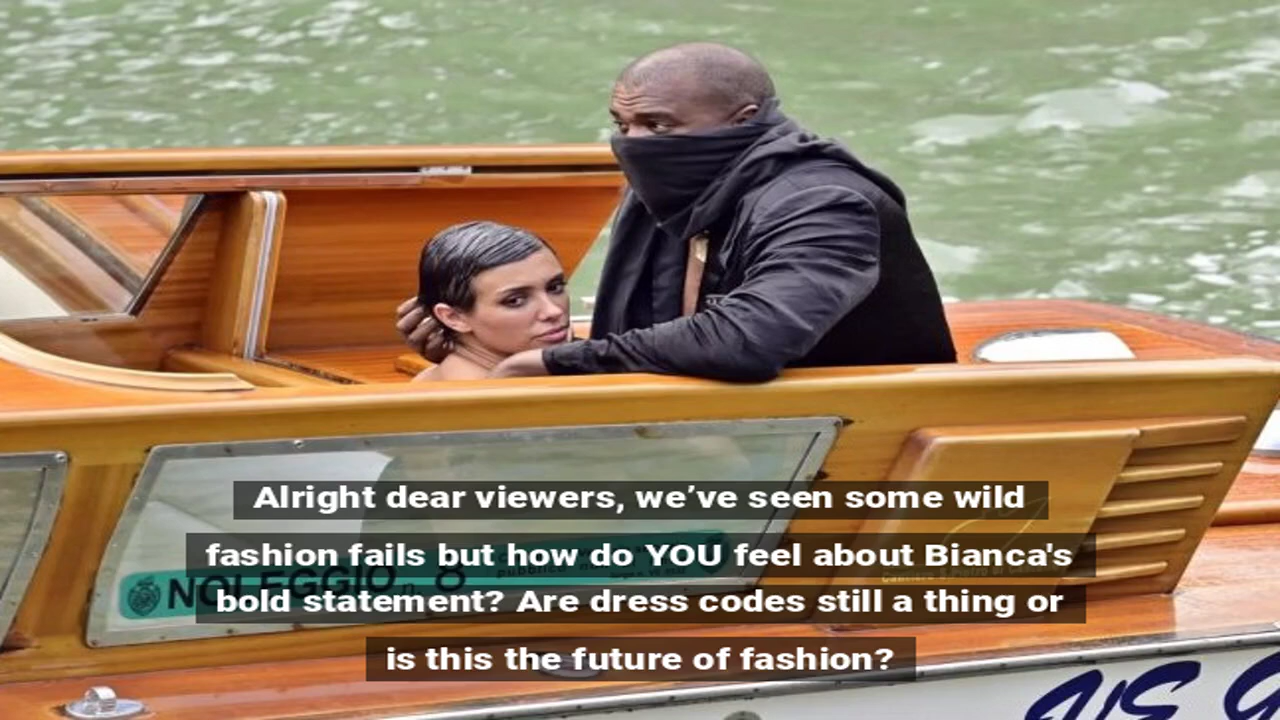 Alright dear viewers, we’ve seen some wild
fashion fails but how do YOU feel about Bianca's
bold statement? Are dress codes still a thing or
is this the future of fashion?
NOLEGGIO n. 8